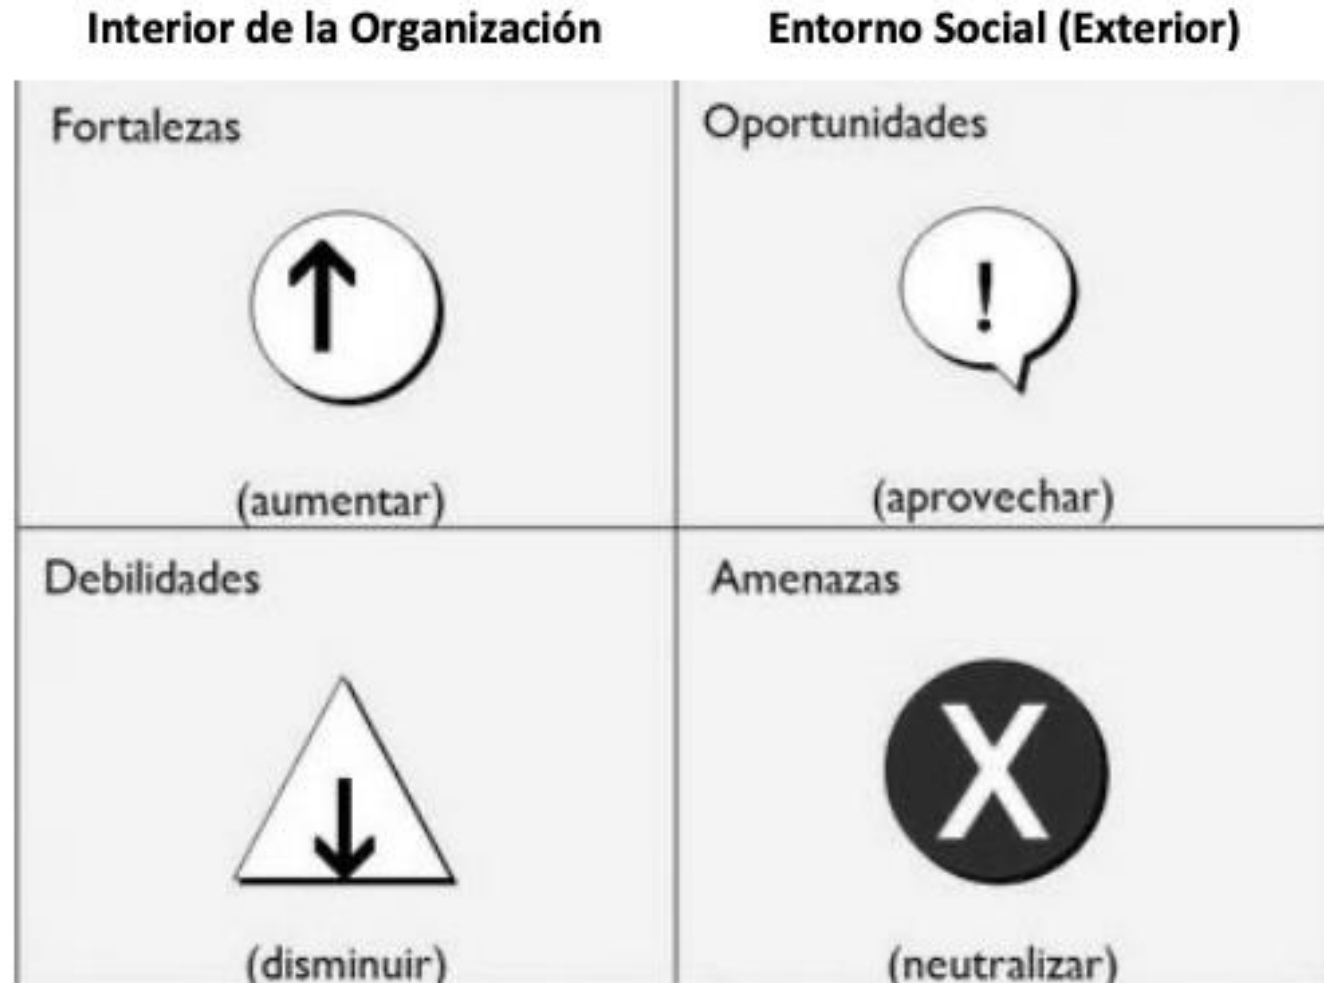 Interior de la Organización
Entorno Social (Exterior)
Fortalezas
Oportunidades
!
(aumentar)
(aprovechar)
Debilidades
Amenazas
X
(disminuir)
(neutralizar)